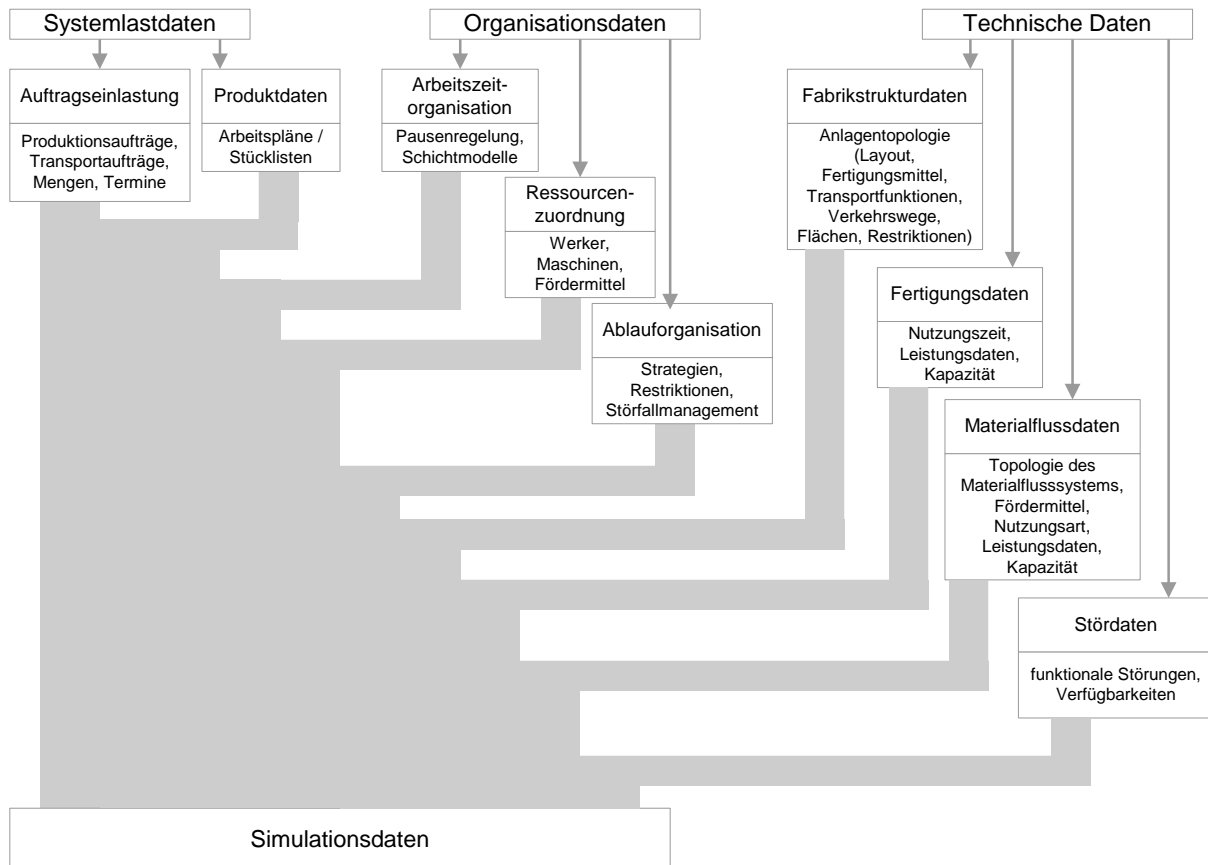 Systemlastdaten
Organisationsdaten
Technische Daten
Auftragseinlastung
Produktionsaufträge,
Transportaufträge,
Mengen, Termine
Produktdaten
Arbeitspläne /
Stücklisten
Arbeitszeit-
organisation
Pausenregelung,
Schichtmodelle
Ressourcen-
zuordnung
Werker,
Maschinen,
Fördermittel
Ablauforganisation
Strategien,
Restriktionen,
Störfallmanagement
Fabrikstrukturdaten
Anlagentopologie
(Layout,
Fertigungsmittel,
Transportfunktionen,
Verkehrswege,
Flächen, Restriktionen)
Fertigungsdaten
Nutzungszeit,
Leistungsdaten,
Kapazität
Materialflussdaten
Topologie des
Materialflusssystems,
Fördermittel,
Nutzungsart,
Leistungsdaten,
Kapazität
Stördaten
funktionale Störungen,
Verfügbarkeiten
Simulationsdaten